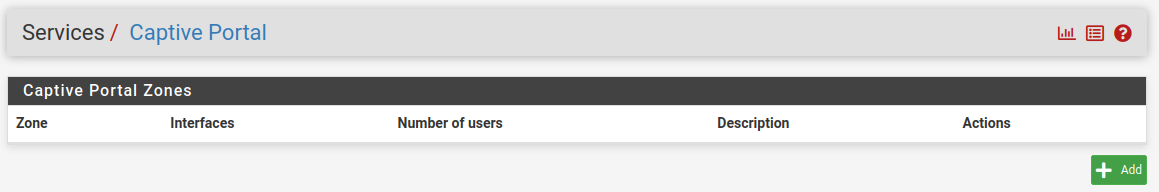 Services / Captive Portal
Captive Portal Zones
Zone Interfaces Number of users Description Actions
Add